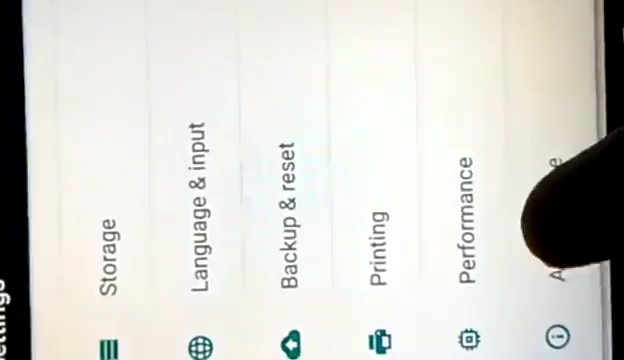 Storage
Language & input
Backup & reset
Printing
Performance